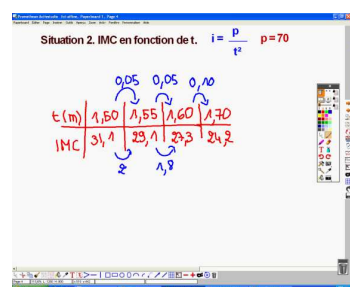 Situation 2. IMC en fonction de t. i = p / t² p = 70
0,05 0,05 0,10
t(m) 1,50 1,55 1,60 1,70
IMC 31,1 29,1 27,3 24,2
2 1,8